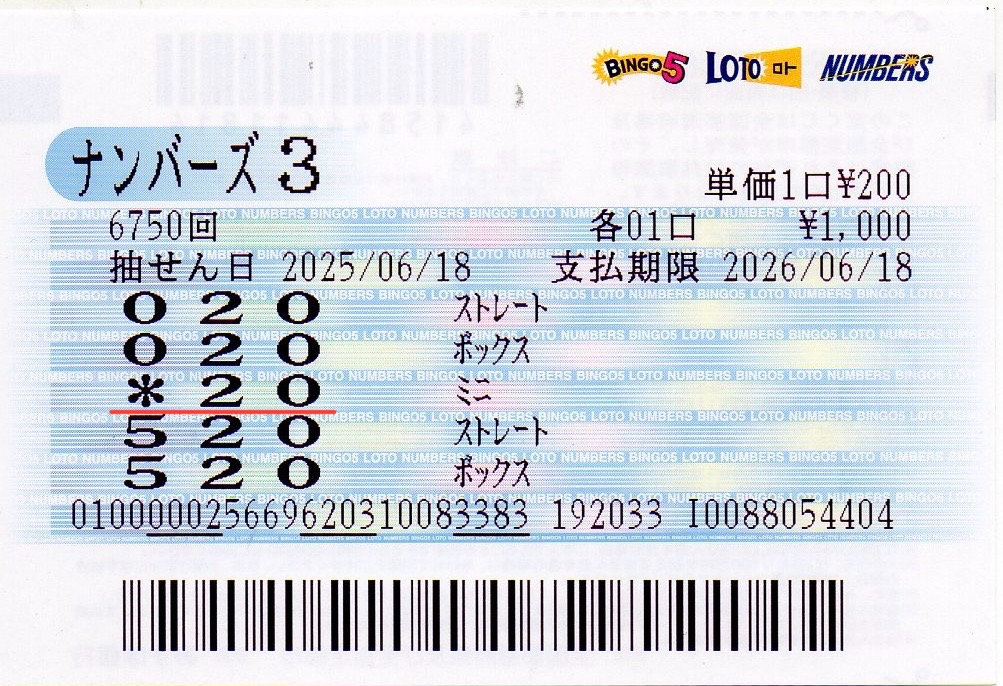 BINGO5 LOTO NUMBERS
ナンバーズ 3
単価1口¥200
6750回 各01口 ¥1,000
抽せん日 2025/06/18 支払期限 2026/06/18
0 2 0 ストレート
0 2 0 ボックス
* 2 0 ミニ
5 2 0 ストレート
5 2 0 ボックス
010000025669620310083383 192033 I0088054404